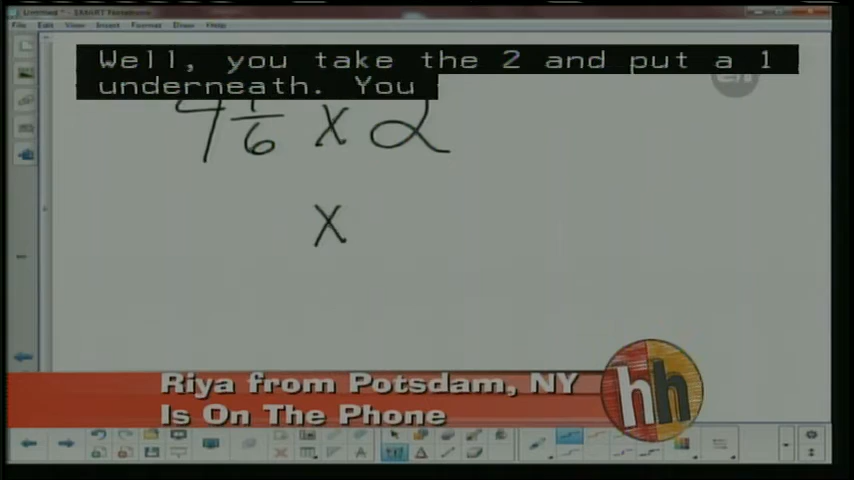 Well, you take the 2 and put a 1
underneath. You
4 1/6 x 2
x
Riya from Potsdam, NY
Is On The Phone
hh